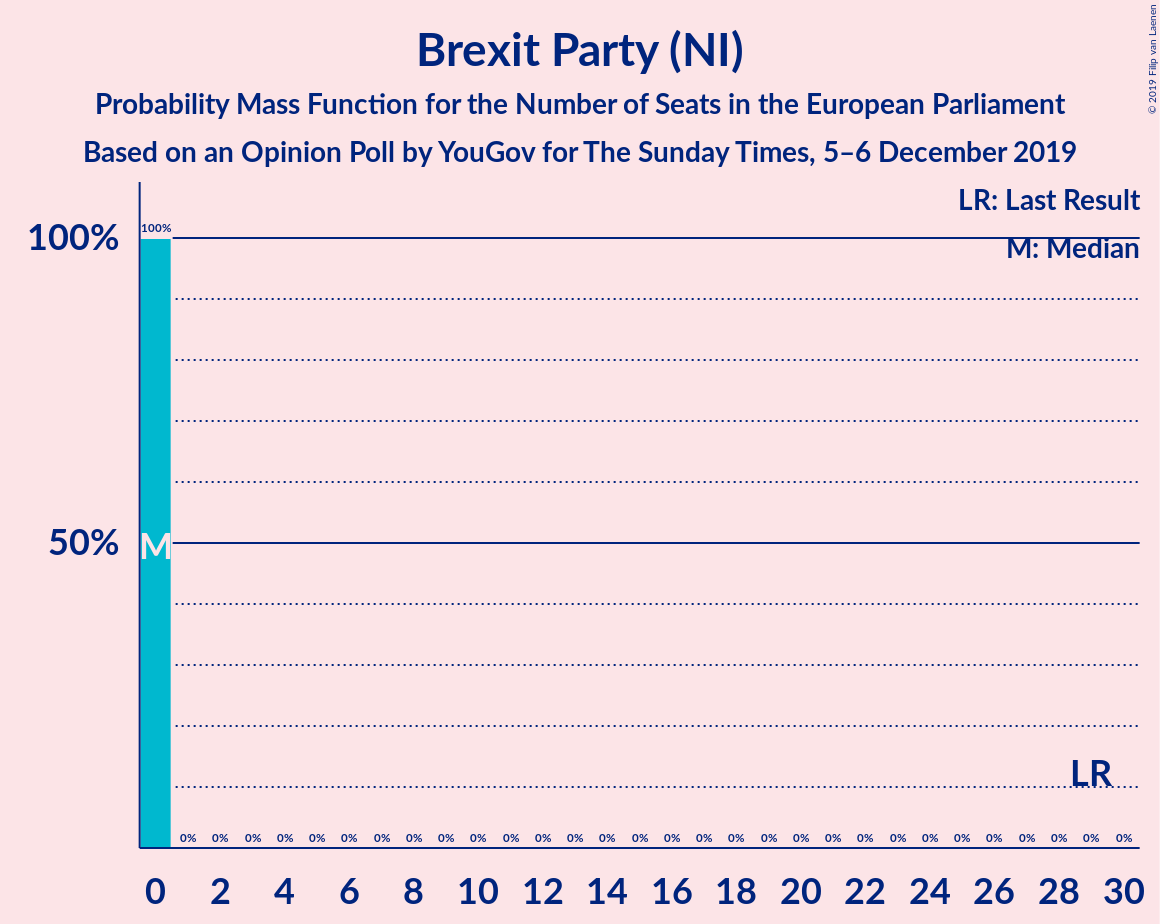 Brexit Party (NI)
Probability Mass Function for the Number of Seats in the European Parliament
Based on an Opinion Poll by YouGov for The Sunday Times, 5–6 December 2019
© 2019 Filip van Laenen
LR: Last Result
M: Median
100%
100%
50%
M
LR
0% 0% 0% 0% 0% 0% 0% 0% 0% 0% 0% 0% 0% 0% 0% 0% 0% 0% 0% 0% 0% 0% 0% 0% 0% 0% 0% 0% 0% 0%
0 2 4 6 8 10 12 14 16 18 20 22 24 26 28 30